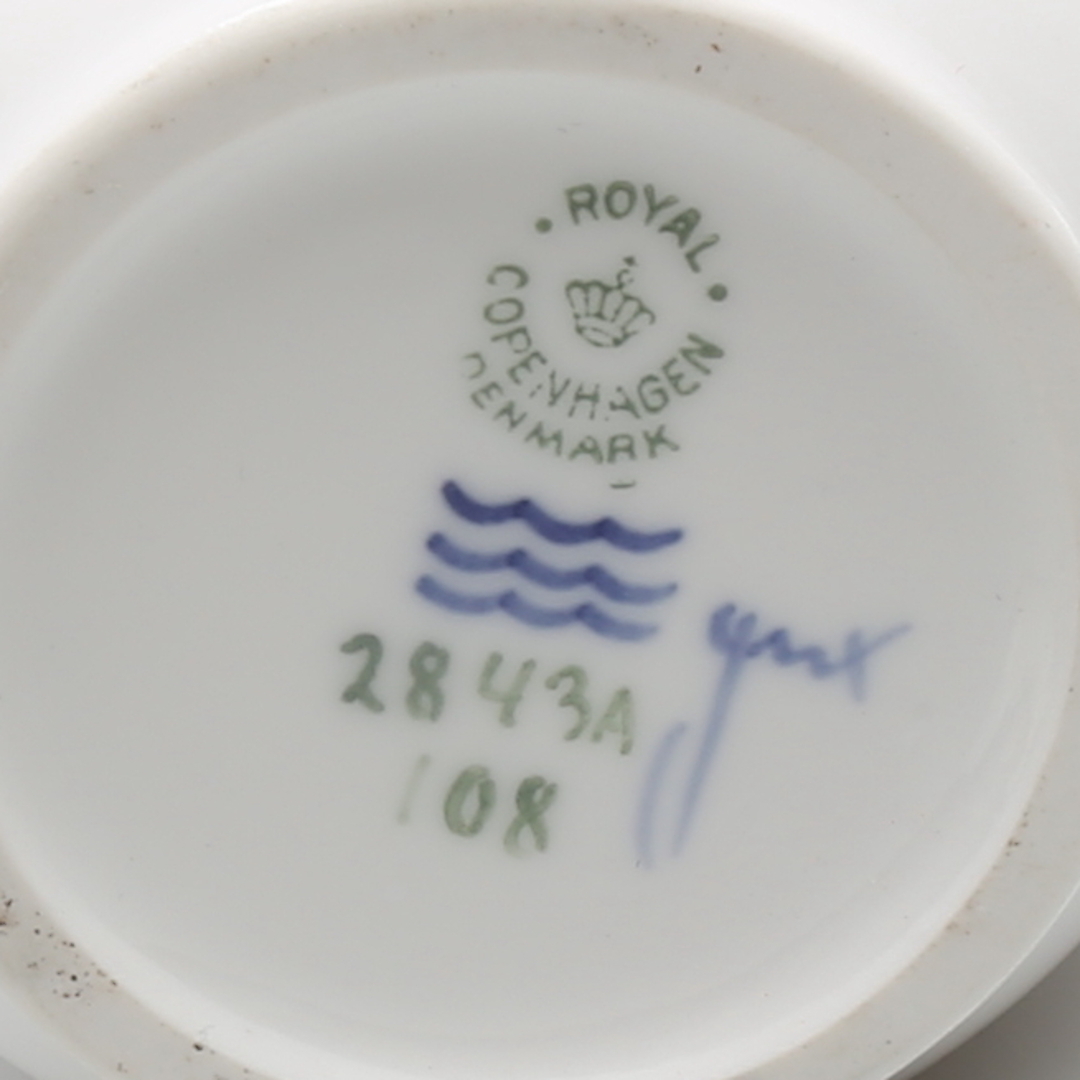 ROYAL
COPENHAGEN
DENMARK
2843A
108